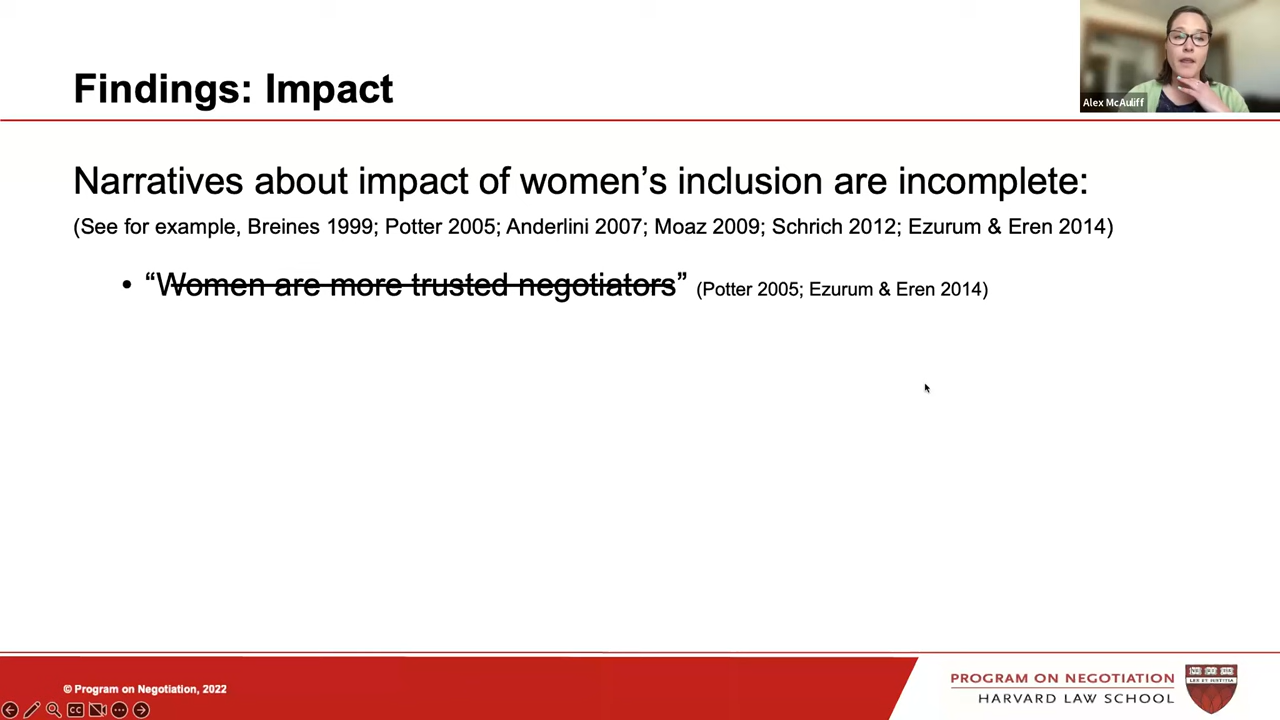 Findings: Impact
Alex McAuliff
Narratives about impact of women’s inclusion are incomplete:
(See for example, Breines 1999; Potter 2005; Anderlini 2007; Moaz 2009; Schrich 2012; Ezurum & Eren 2014)
• “Women are more trusted negotiators” (Potter 2005; Ezurum & Eren 2014)
© Program on Negotiation, 2022
CC
PROGRAM ON NEGOTIATION
HARVARD LAW SCHOOL